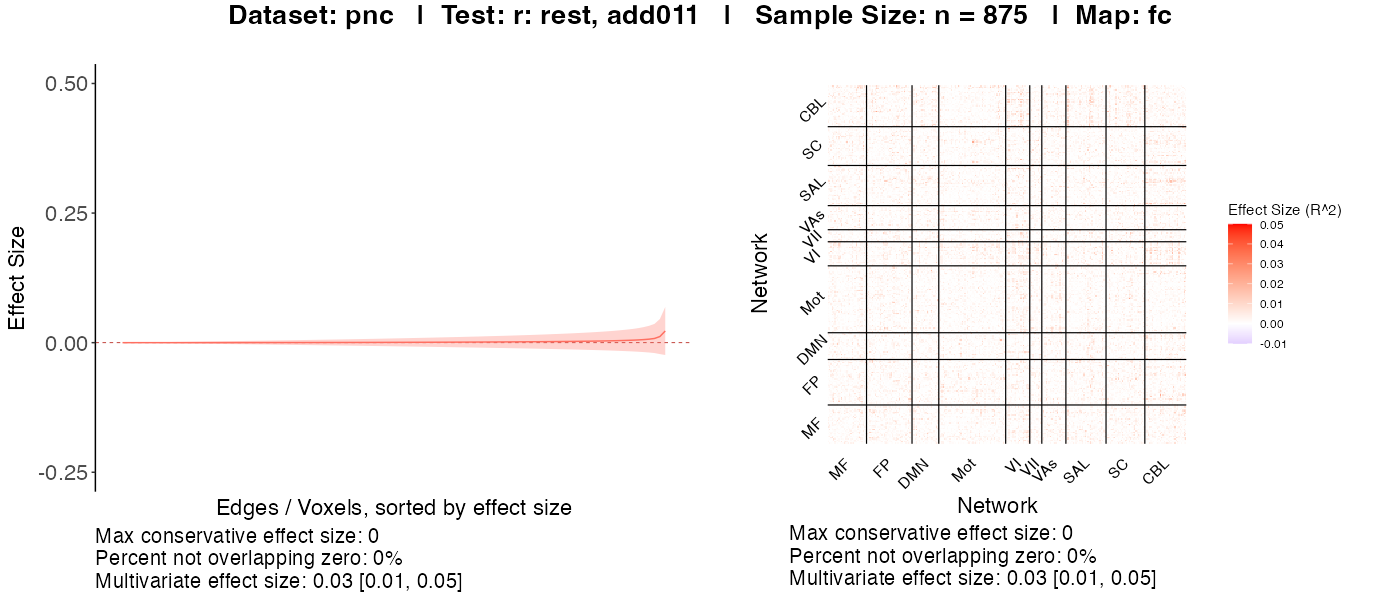 Dataset: pnc | Test: r: rest, add011 | Sample Size: n = 875 | Map: fc
0.50
0.25
0.00
-0.25
Effect Size
Edges / Voxels, sorted by effect size
Max conservative effect size: 0
Percent not overlapping zero: 0%
Multivariate effect size: 0.03 [0.01, 0.05]
Network
CBL
SC
SAL
VAs
VII
VI
Mot
DMN
FP
MF
MF
FP
DMN
Mot
VI
VII
VAs
SAL
SC
CBL
Network
Max conservative effect size: 0
Percent not overlapping zero: 0%
Multivariate effect size: 0.03 [0.01, 0.05]
Effect Size (R^2)
0.05
0.04
0.03
0.02
0.01
0.00
-0.01